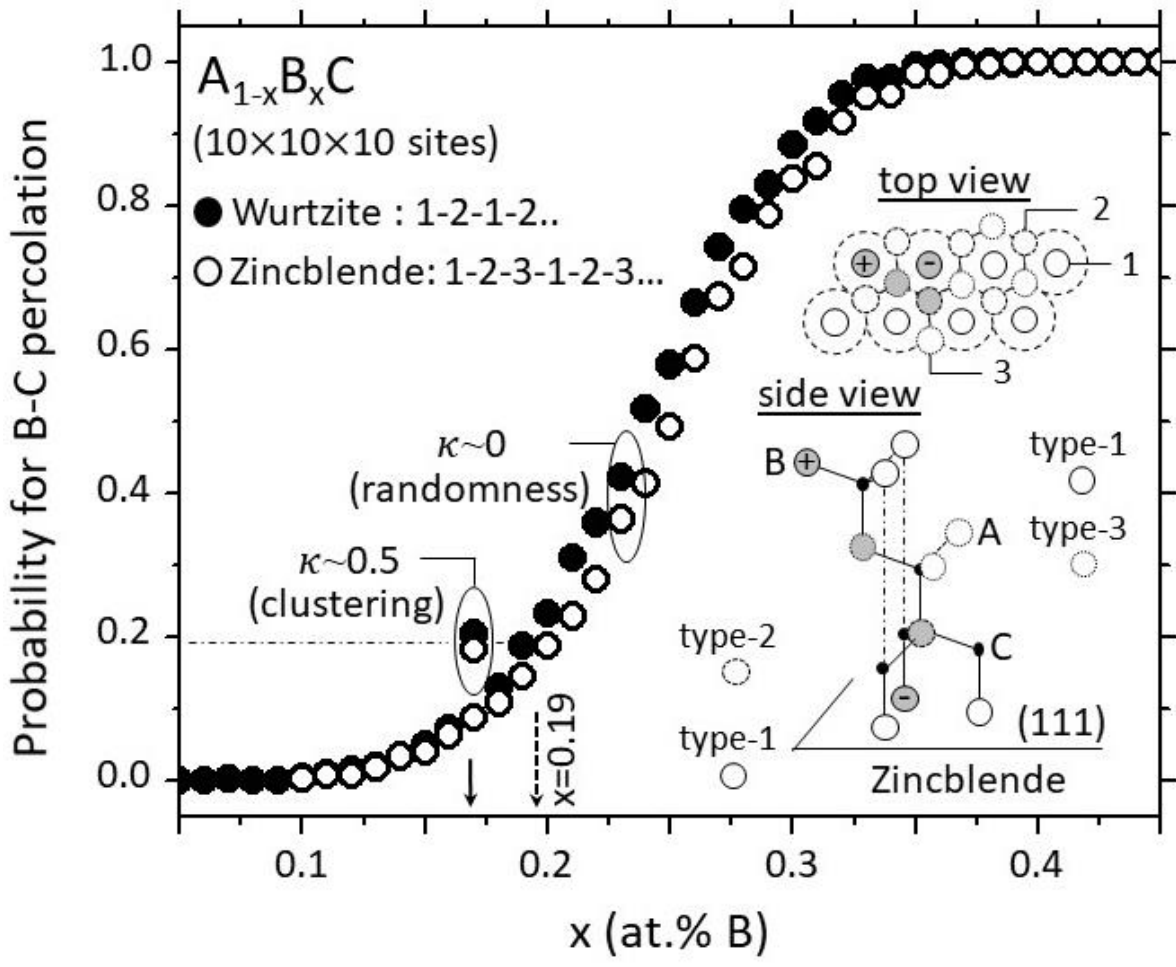 Probability for B-C percolation
1.0
0.8
0.6
0.4
0.2
0.0
A₁₋ₓBₓC
(10×10×10 sites)
Wurtzite : 1-2-1-2..
Zincblende: 1-2-3-1-2-3...
top view
2
1
3
+
-
side view
B
+
A
C
-
type-1
type-3
type-2
type-1
(111)
Zincblende
κ~0
(randomness)
κ~0.5
(clustering)
x=0.19
0.1
0.2
0.3
0.4
x (at.% B)